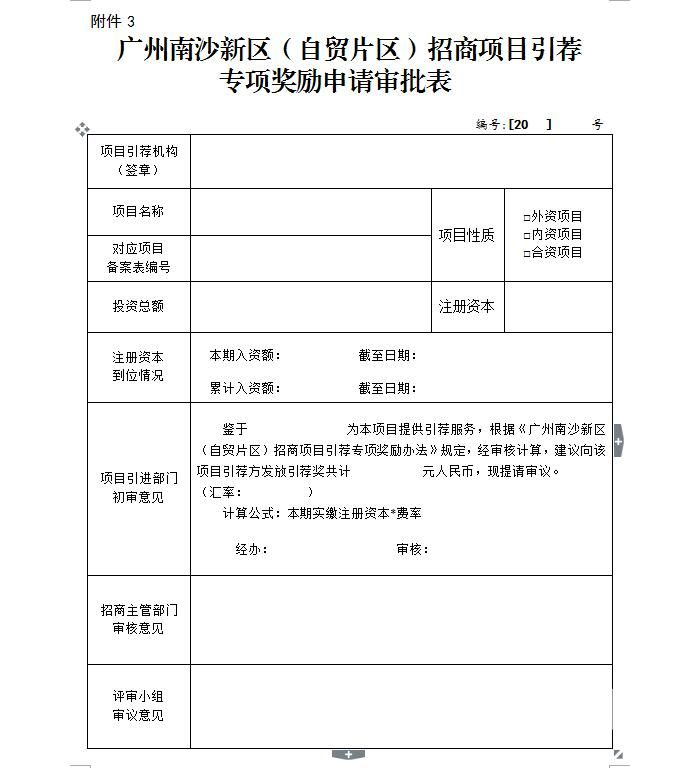 附件 3
广州南沙新区（自贸片区）招商项目引荐
专项奖励申请审批表
编号:[20 ] 号
项目引荐机构
（签章）
项目名称
对应项目
备案表编号
项目性质
□外资项目
□内资项目
□合资项目
投资总额
注册资本
注册资本
到位情况
本期入资额： 截至日期：
累计入资额： 截至日期：
项目引进部门
初审意见
鉴于 为本项目提供引荐服务，根据《广州南沙新区
（自贸片区）招商项目引荐专项奖励办法》规定，经审核计算，建议向该
项目引荐方发放引荐奖共计 元人民币，现提请审议。
（汇率： ）
计算公式：本期实缴注册资本*费率
经办： 审核：
招商主管部门
审核意见
评审小组
审议意见